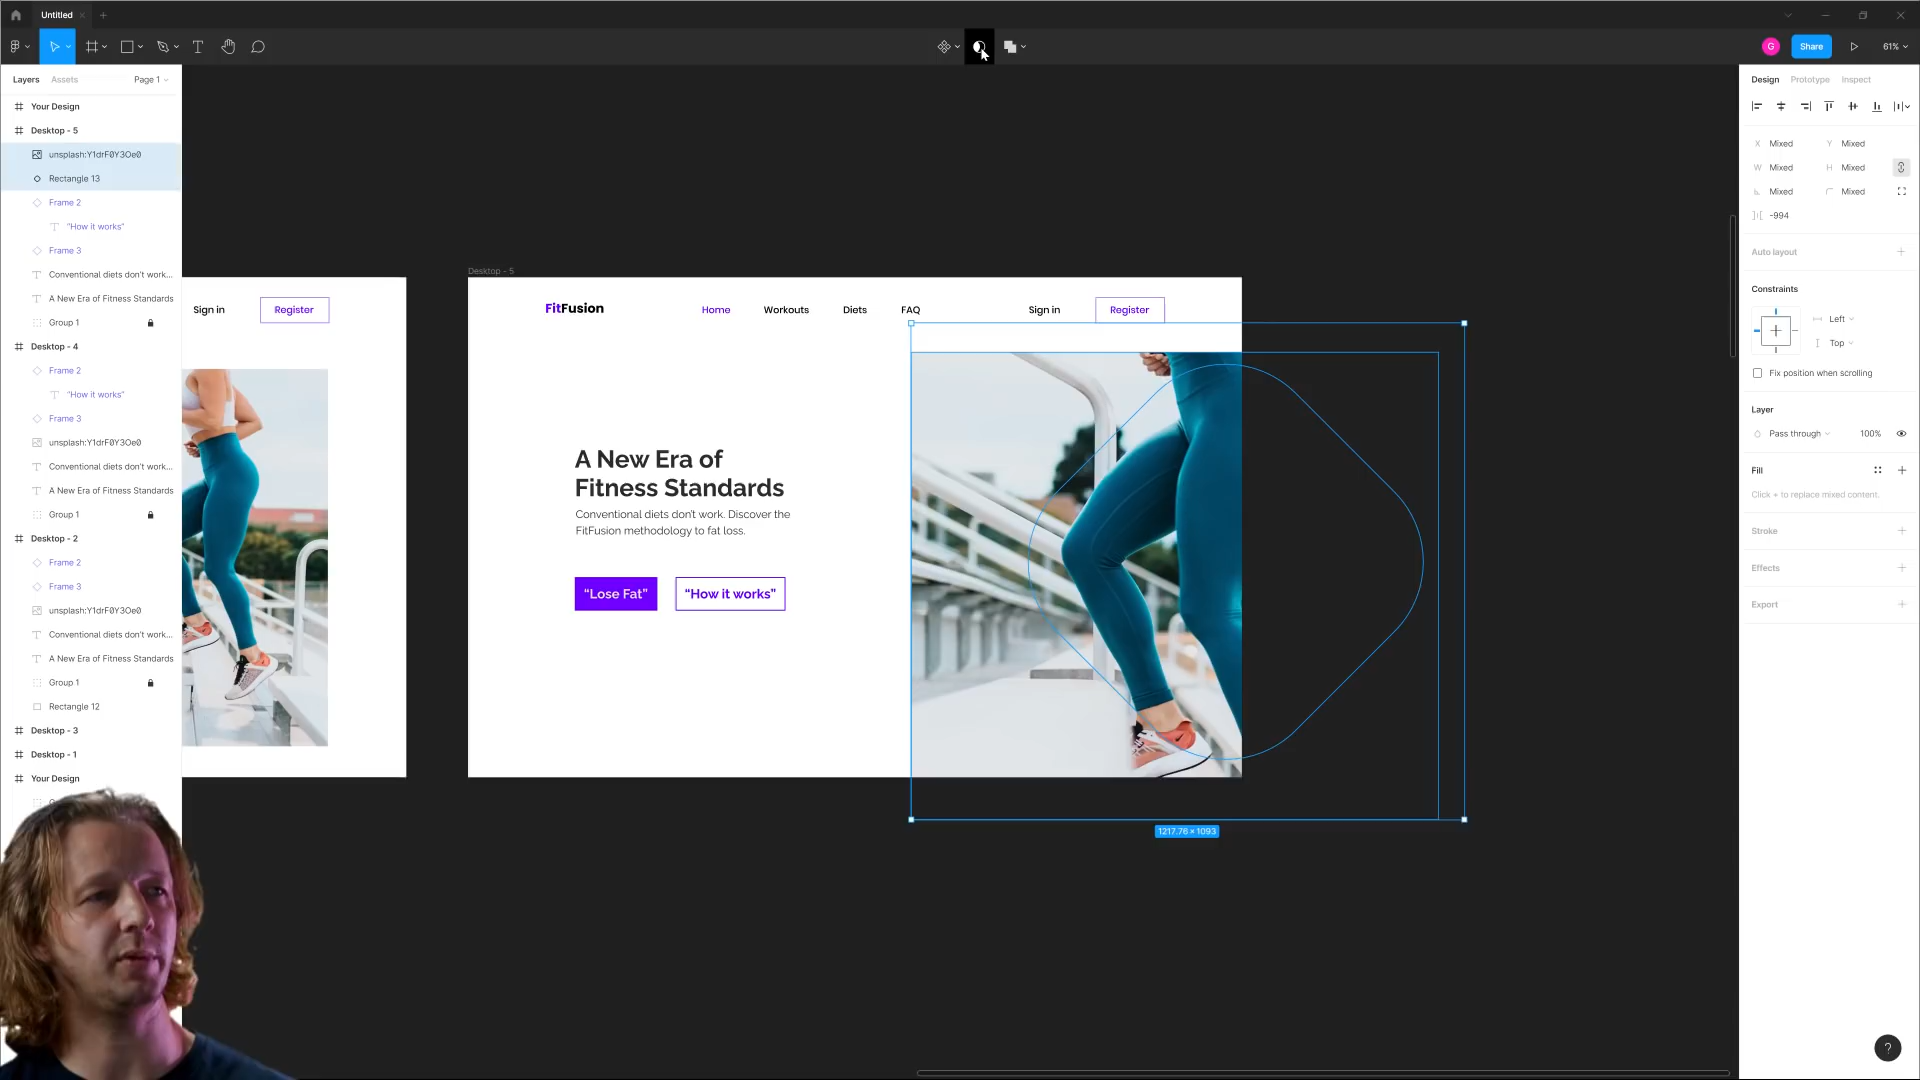 Untitled
Share
61%
G
Layers
Assets
Page 1
Your Design
Desktop - 5
unsplash:Y1drF0Y3Oe0
Rectangle 13
Frame 2
"How it works"
Frame 3
Conventional diets don't work...
A New Era of Fitness Standards
Group 1
Desktop - 4
Frame 2
"How it works"
Frame 3
unsplash:Y1drF0Y3Oe0
Conventional diets don't work...
A New Era of Fitness Standards
Group 1
Desktop - 2
Frame 2
Frame 3
unsplash:Y1drF0Y3Oe0
Conventional diets don't work...
A New Era of Fitness Standards
Group 1
Rectangle 12
Desktop - 3
Desktop - 1
Your Design
Sign in
Register
Desktop - 5
FitFusion
Home
Workouts
Diets
FAQ
Sign in
Register
A New Era of
Fitness Standards
Conventional diets don't work. Discover the
FitFusion methodology to fat loss.
“Lose Fat”
“How it works”
1217.76 × 1093
Design
Prototype
Inspect
X Mixed
Y Mixed
W Mixed
H Mixed
Mixed
Mixed
-994
Auto layout
Constraints
Left
Top
Fix position when scrolling
Layer
Pass through
100%
Fill
Click + to replace mixed content.
Stroke
Effects
Export
?